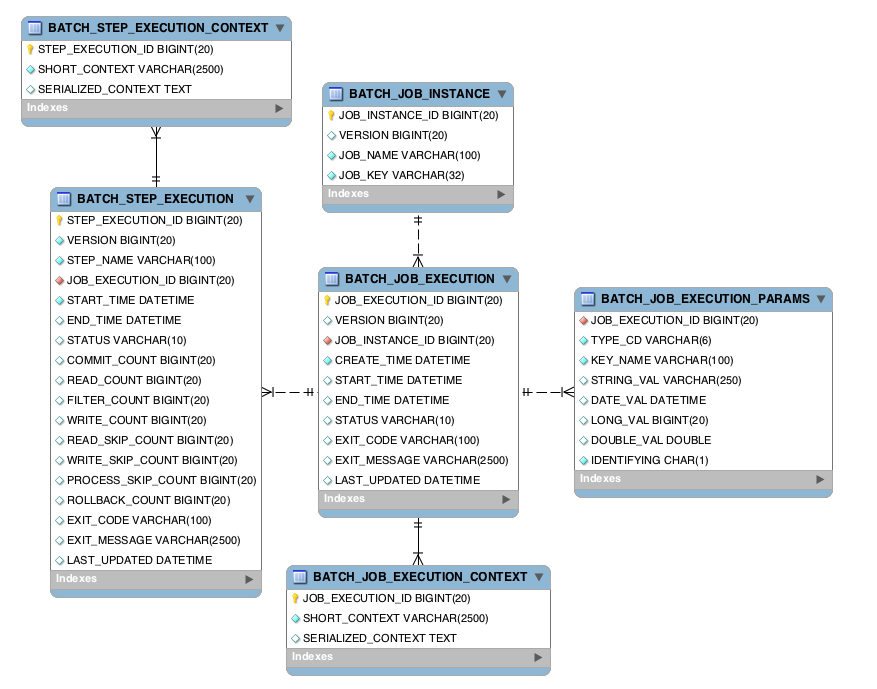 BATCH_STEP_EXECUTION_CONTEXT
STEP_EXECUTION_ID BIGINT(20)
SHORT_CONTEXT VARCHAR(2500)
SERIALIZED_CONTEXT TEXT
Indexes
BATCH_JOB_INSTANCE
JOB_INSTANCE_ID BIGINT(20)
VERSION BIGINT(20)
JOB_NAME VARCHAR(100)
JOB_KEY VARCHAR(32)
Indexes
BATCH_STEP_EXECUTION
STEP_EXECUTION_ID BIGINT(20)
VERSION BIGINT(20)
STEP_NAME VARCHAR(100)
JOB_EXECUTION_ID BIGINT(20)
START_TIME DATETIME
END_TIME DATETIME
STATUS VARCHAR(10)
COMMIT_COUNT BIGINT(20)
READ_COUNT BIGINT(20)
FILTER_COUNT BIGINT(20)
WRITE_COUNT BIGINT(20)
READ_SKIP_COUNT BIGINT(20)
WRITE_SKIP_COUNT BIGINT(20)
PROCESS_SKIP_COUNT BIGINT(20)
ROLLBACK_COUNT BIGINT(20)
EXIT_CODE VARCHAR(100)
EXIT_MESSAGE VARCHAR(2500)
LAST_UPDATED DATETIME
Indexes
BATCH_JOB_EXECUTION
JOB_EXECUTION_ID BIGINT(20)
VERSION BIGINT(20)
JOB_INSTANCE_ID BIGINT(20)
CREATE_TIME DATETIME
START_TIME DATETIME
END_TIME DATETIME
STATUS VARCHAR(10)
EXIT_CODE VARCHAR(100)
EXIT_MESSAGE VARCHAR(2500)
LAST_UPDATED DATETIME
Indexes
BATCH_JOB_EXECUTION_PARAMS
JOB_EXECUTION_ID BIGINT(20)
TYPE_CD VARCHAR(6)
KEY_NAME VARCHAR(100)
STRING_VAL VARCHAR(250)
DATE_VAL DATETIME
LONG_VAL BIGINT(20)
DOUBLE_VAL DOUBLE
IDENTIFYING CHAR(1)
Indexes
BATCH_JOB_EXECUTION_CONTEXT
JOB_EXECUTION_ID BIGINT(20)
SHORT_CONTEXT VARCHAR(2500)
SERIALIZED_CONTEXT TEXT
Indexes